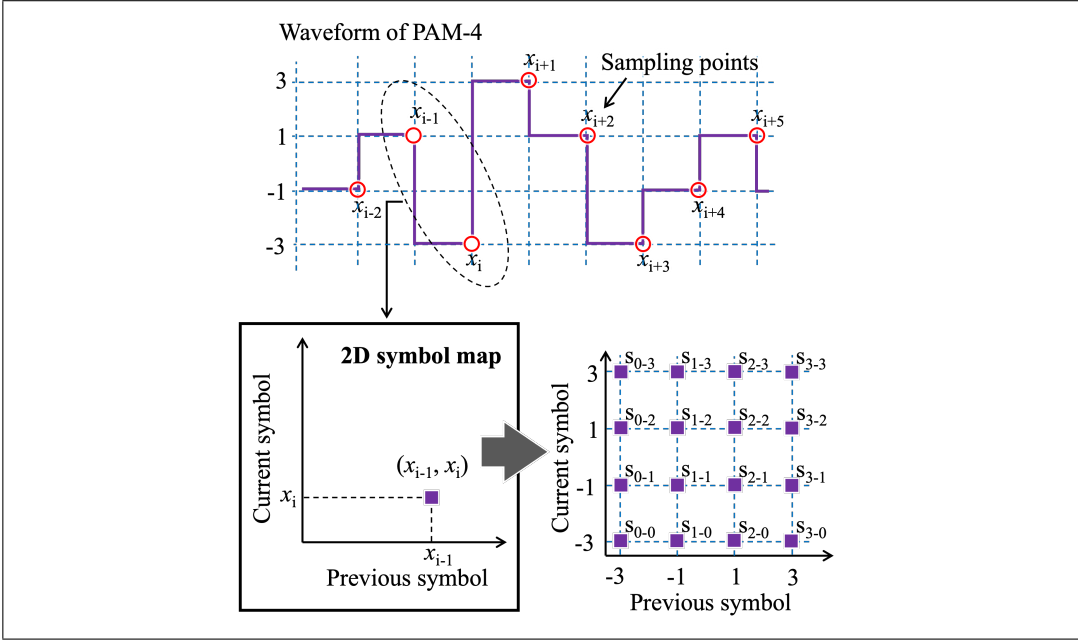 Waveform of PAM-4
x_{i+1}
Sampling points
3
x_{i-1}
x_{i+2}
x_{i+5}
1
-1
x_{i-2}
x_{i+4}
-3
x_i
x_{i+3}
2D symbol map
Current symbol
(x_{i-1}, x_i)
x_i
x_{i-1}
Previous symbol
Current symbol
3
s_{0-3} s_{1-3} s_{2-3} s_{3-3}
1
s_{0-2} s_{1-2} s_{2-2} s_{3-2}
-1
s_{0-1} s_{1-1} s_{2-1} s_{3-1}
-3
s_{0-0} s_{1-0} s_{2-0} s_{3-0}
-3 -1 1 3
Previous symbol